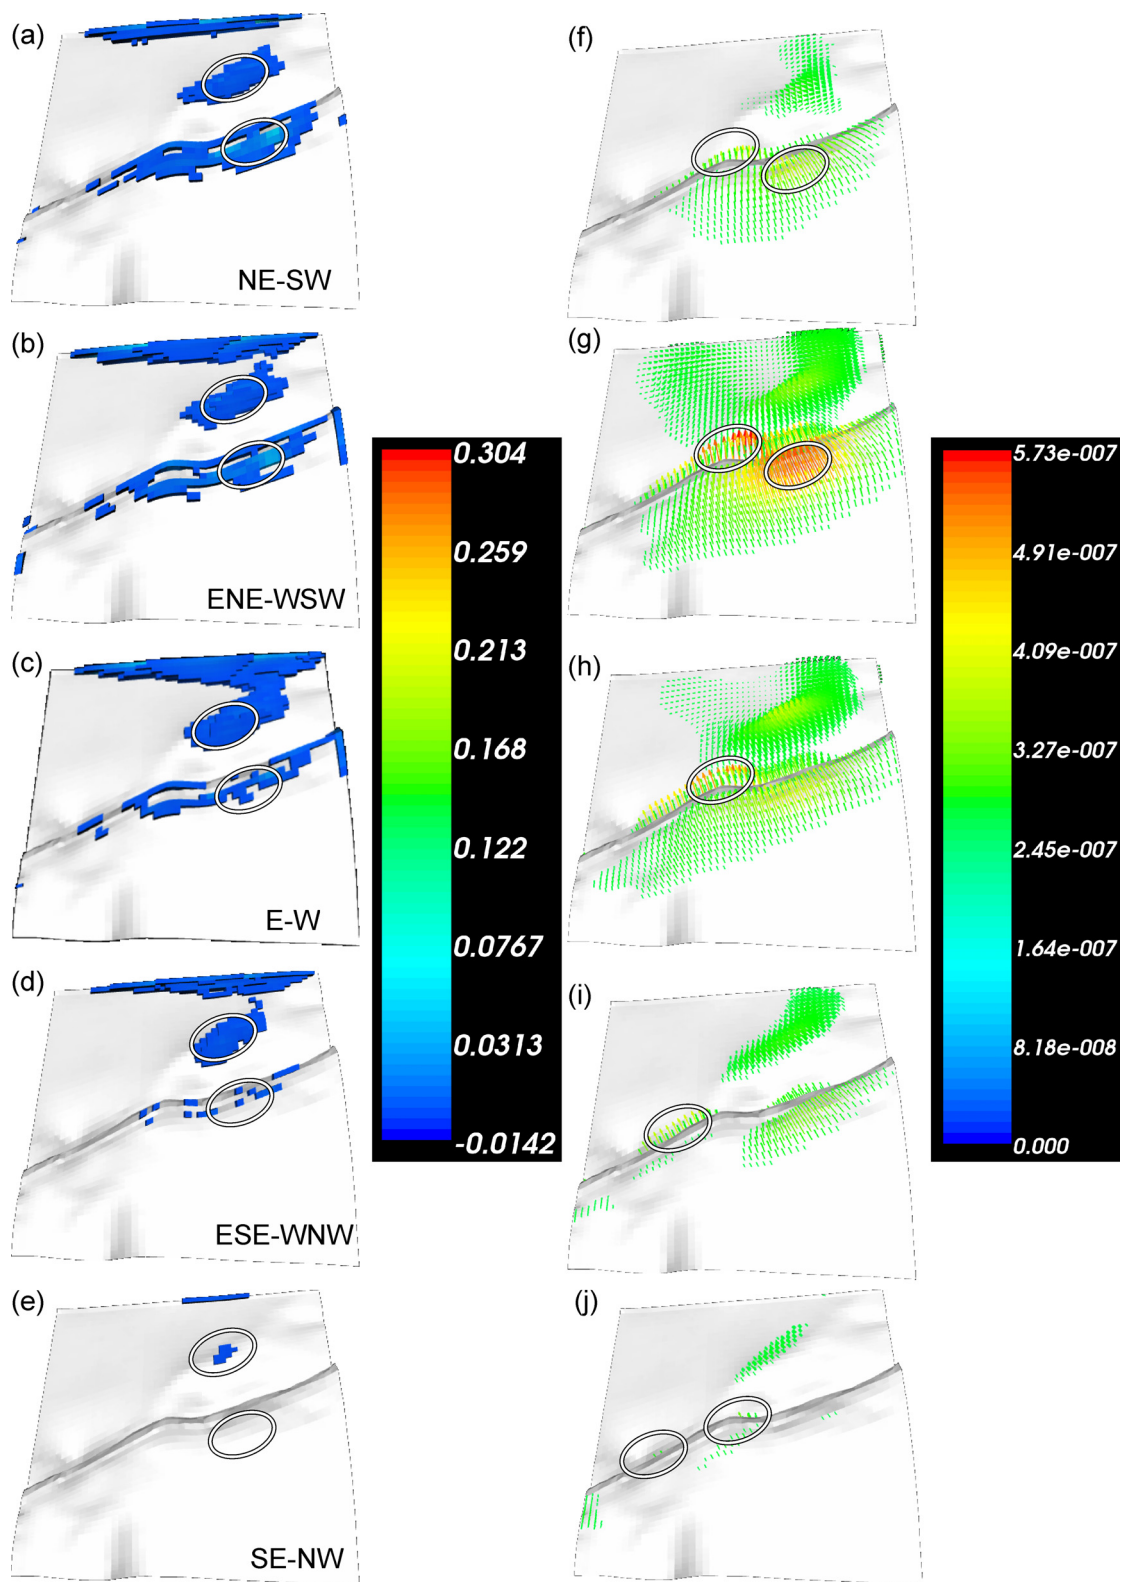 (a)
NE-SW
(b)
ENE-WSW
(c)
E-W
(d)
ESE-WNW
(e)
SE-NW
0.304
0.259
0.213
0.168
0.122
0.0767
0.0313
-0.0142
(f)
(g)
(h)
(i)
(j)
5.73e-007
4.91e-007
4.09e-007
3.27e-007
2.45e-007
1.64e-007
8.18e-008
0.000